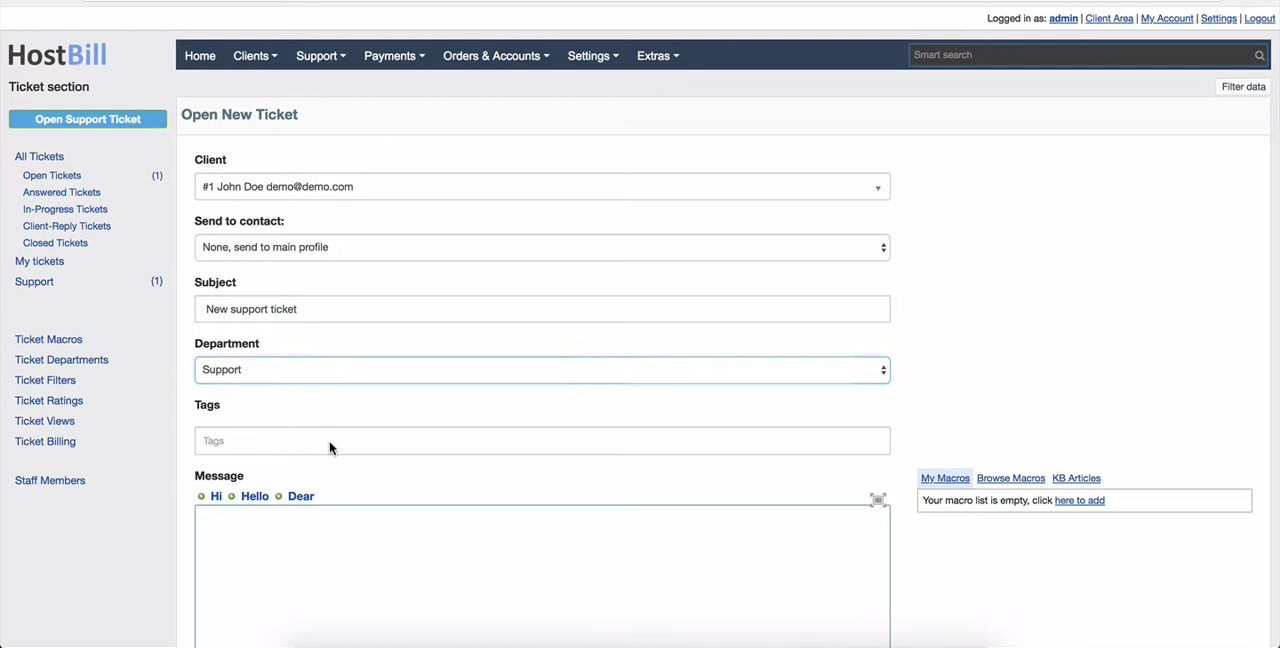 Logged in as: admin | Client Area | My Account | Settings | Logout
HostBill
Home Clients Support Payments Orders & Accounts Settings Extras Smart search
Ticket section
Filter data
Open Support Ticket
Open New Ticket
All Tickets
Open Tickets (1)
Answered Tickets
In-Progress Tickets
Client-Reply Tickets
Closed Tickets
My tickets
Support (1)
Ticket Macros
Ticket Departments
Ticket Filters
Ticket Ratings
Ticket Views
Ticket Billing
Staff Members
Client
#1 John Doe demo@demo.com
Send to contact:
None, send to main profile
Subject
New support ticket
Department
Support
Tags
Tags
Message
Hi Hello Dear
My Macros Browse Macros KB Articles
Your macro list is empty, click here to add